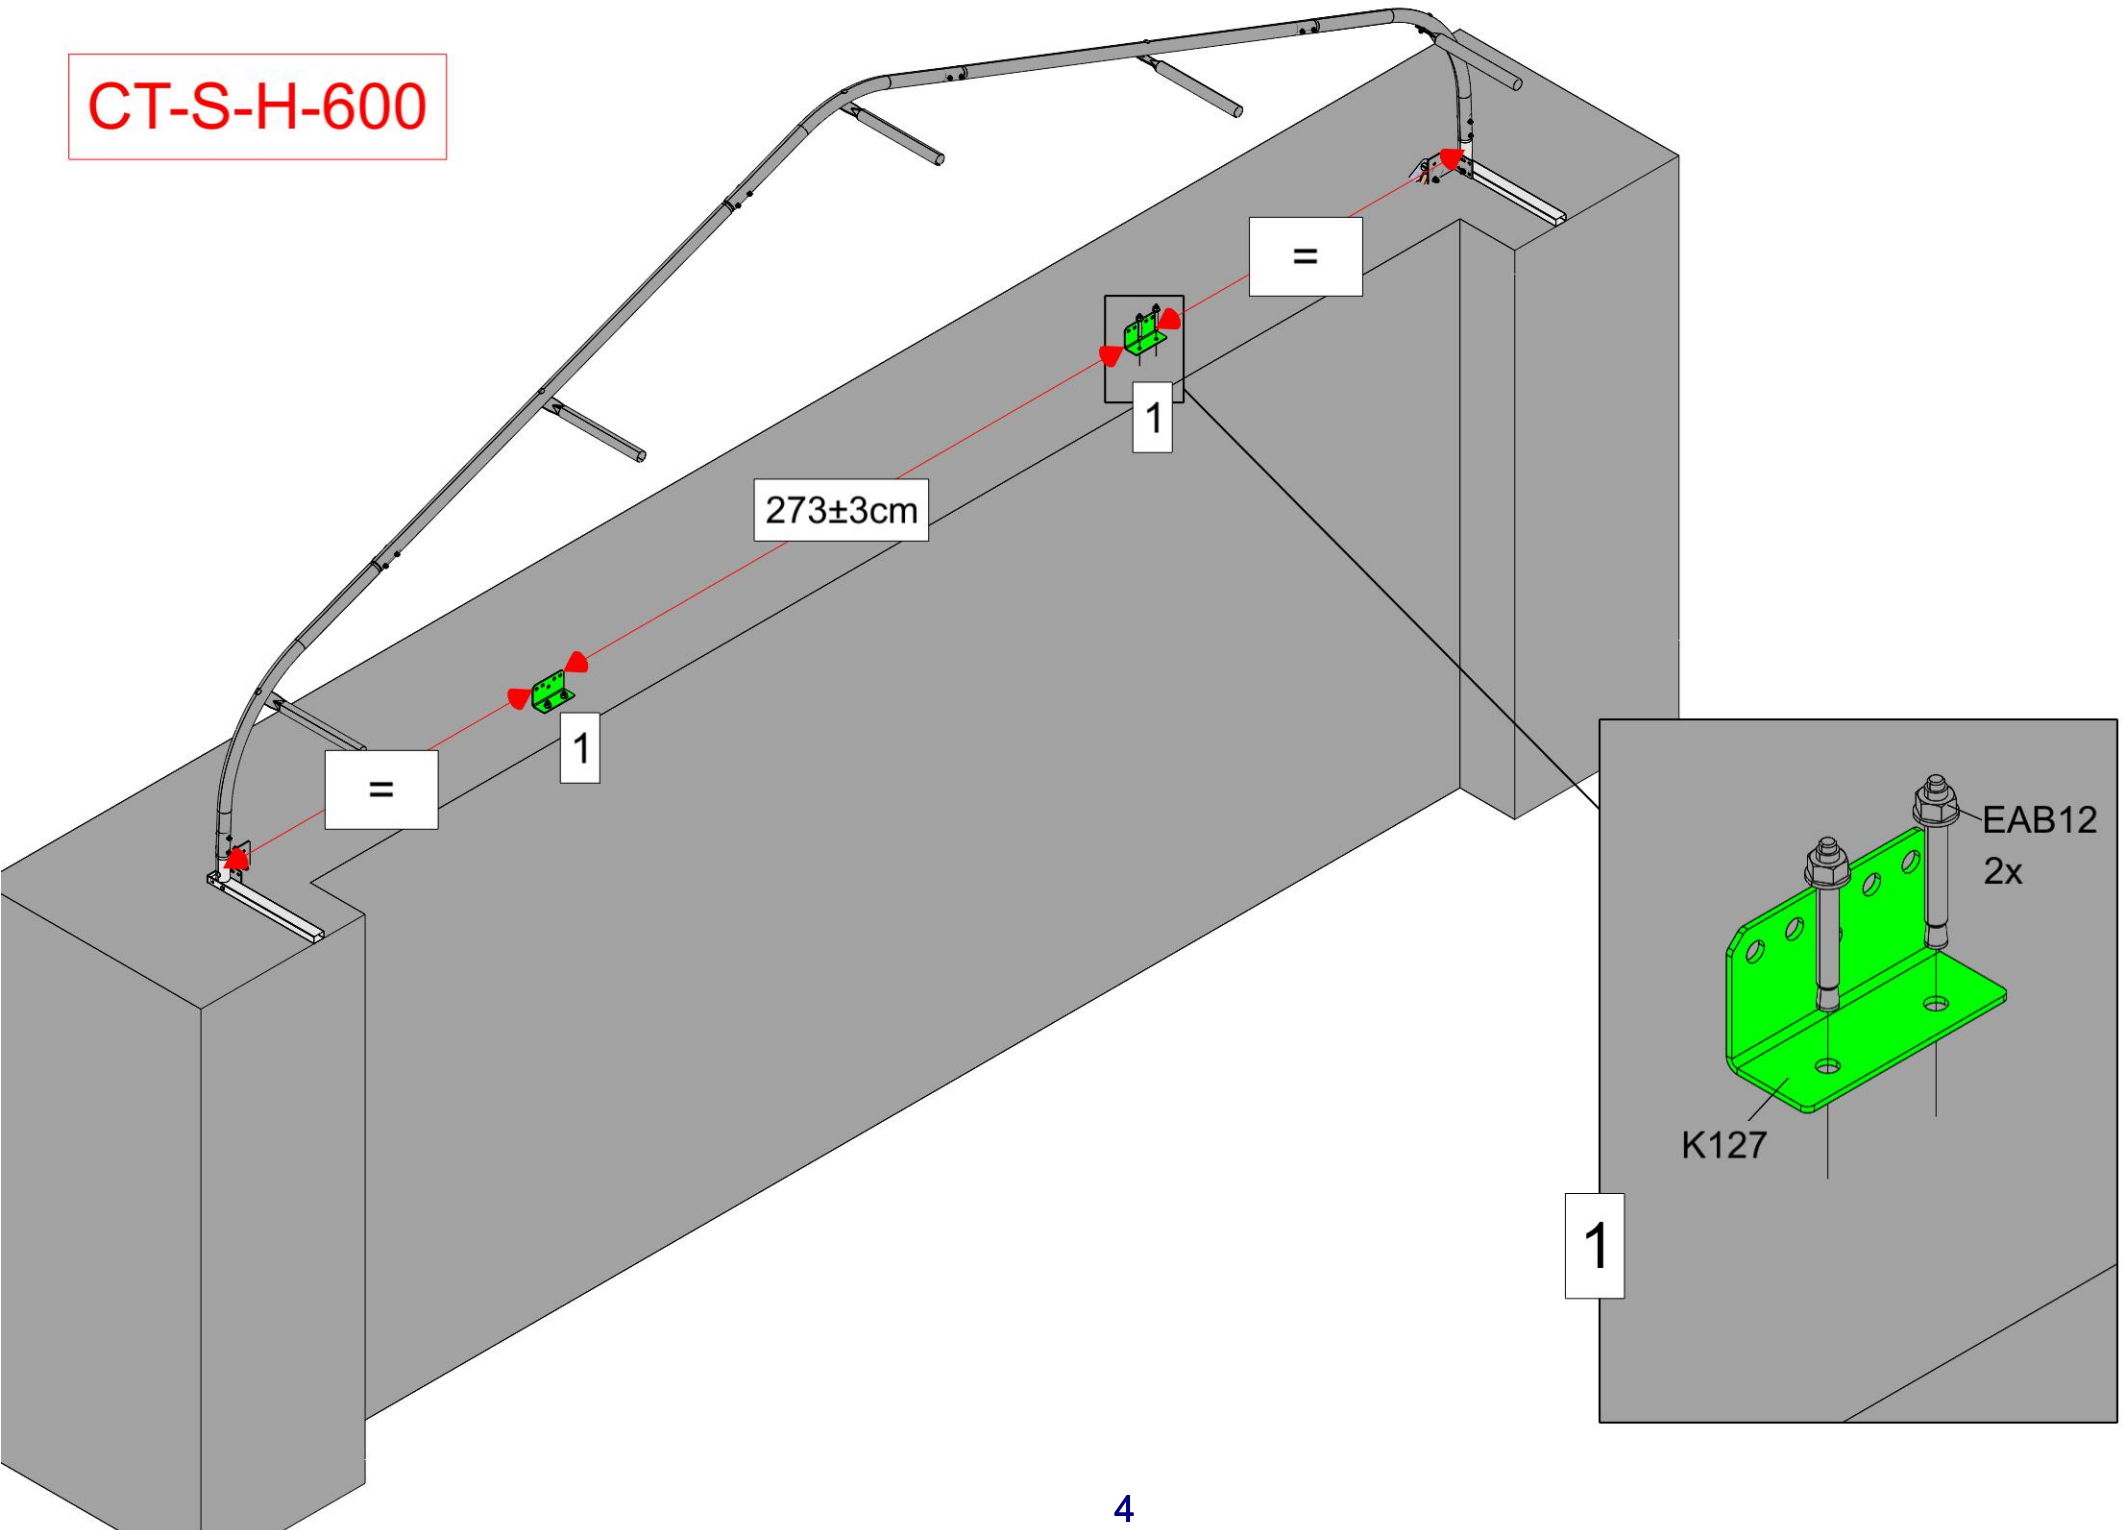 CT-S-H-600
=
1
273±3cm
1
=
EAB12
2x
K127
1
4